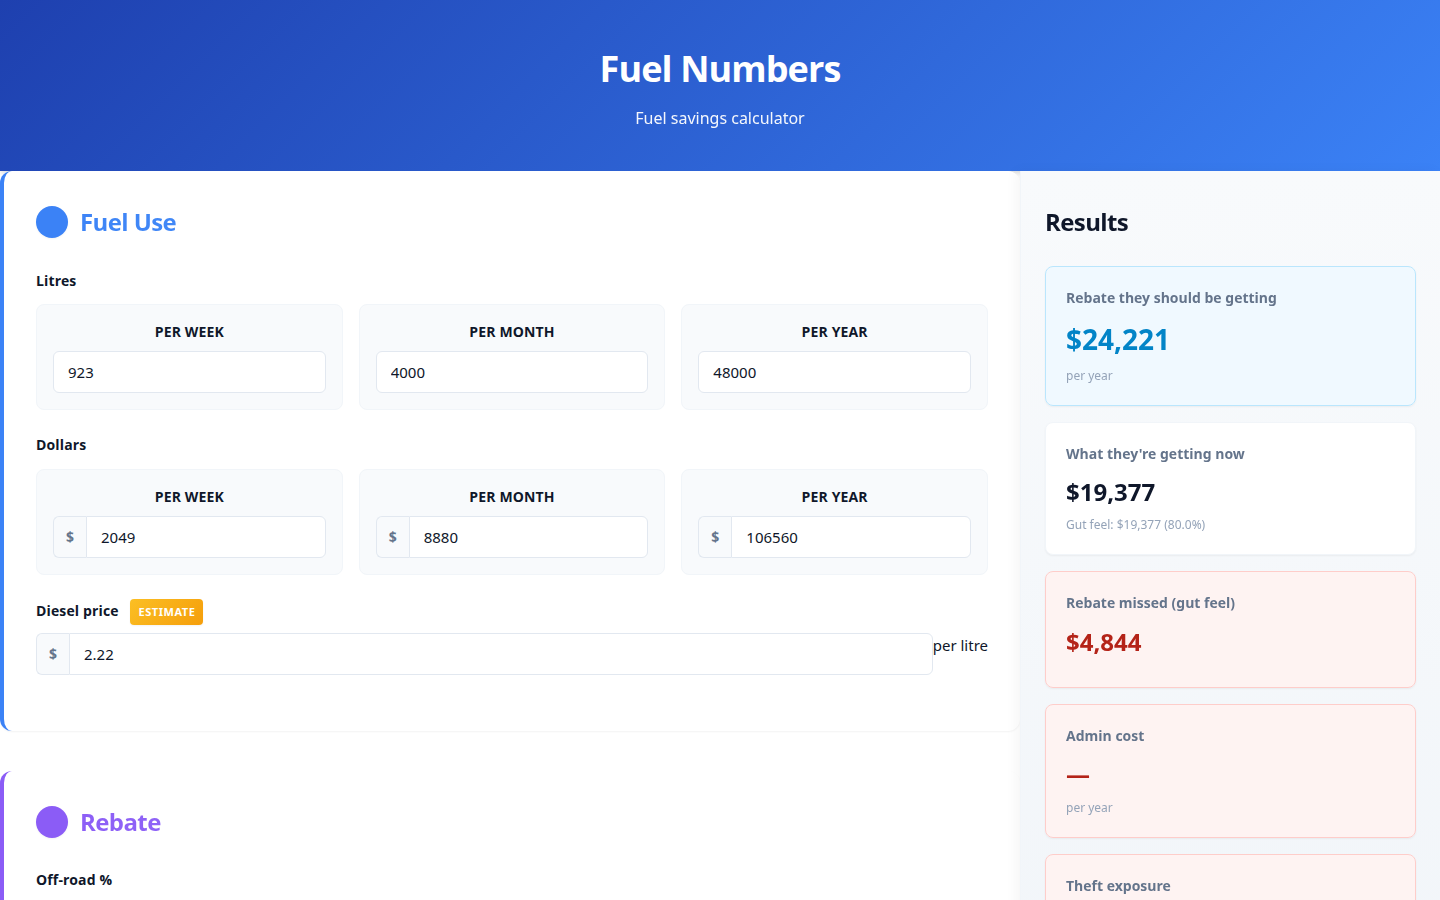 Fuel Numbers
Fuel savings calculator
Fuel Use
Litres
PER WEEK
923
PER MONTH
4000
PER YEAR
48000
Dollars
PER WEEK
$ 2049
PER MONTH
$ 8880
PER YEAR
$ 106560
Diesel price ESTIMATE
$ 2.22 per litre
Rebate
Off-road %
Results
Rebate they should be getting
$24,221
per year
What they're getting now
$19,377
Gut feel: $19,377 (80.0%)
Rebate missed (gut feel)
$4,844
Admin cost
—
per year
Theft exposure